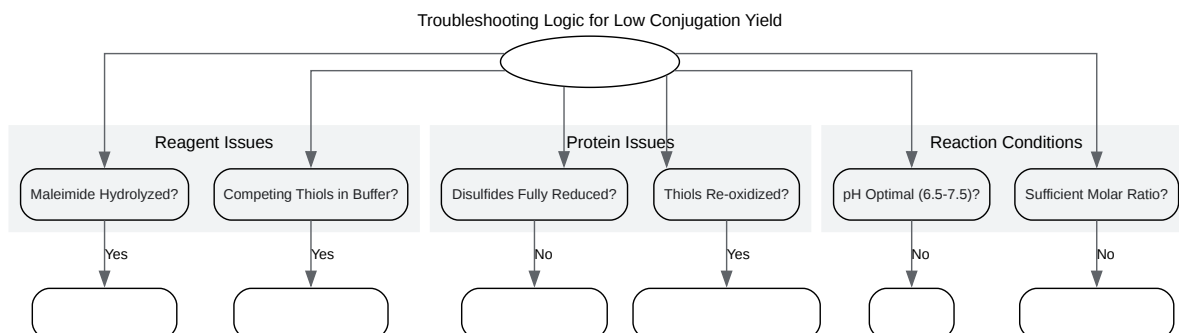 Troubleshooting Logic for Low Conjugation Yield
Reagent Issues
Protein Issues
Reaction Conditions
Maleimide Hydrolyzed?
Competing Thiols in Buffer?
Disulfides Fully Reduced?
Thiols Re-oxidized?
pH Optimal (6.5-7.5)?
Sufficient Molar Ratio?
Yes
Yes
No
Yes
No
No